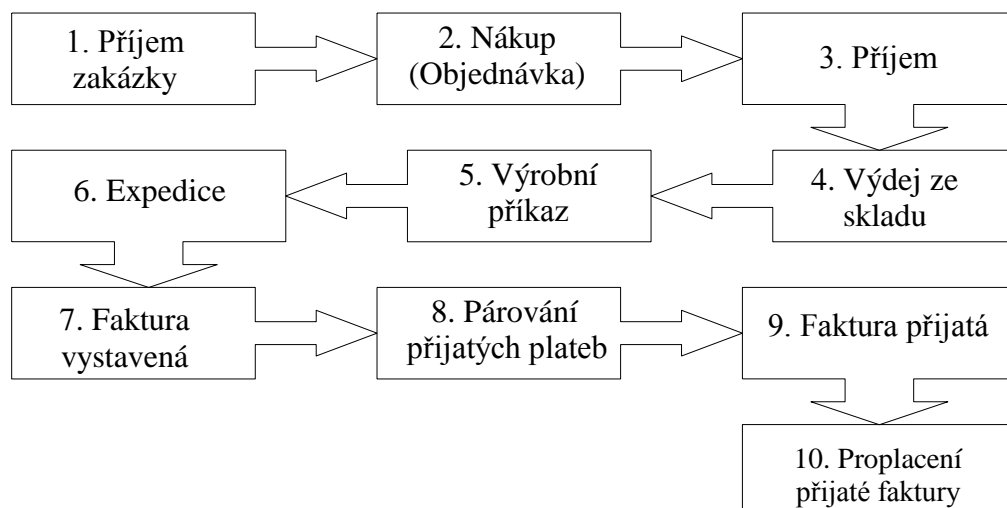 1. Příjem
zakázky
2. Nákup
(Objednávka)
3. Příjem
4. Výdej ze
skladu
5. Výrobní
příkaz
6. Expedice
7. Faktura
vystavená
8. Párování
přijatých plateb
9. Faktura přijatá
10. Proplacení
přijaté faktury